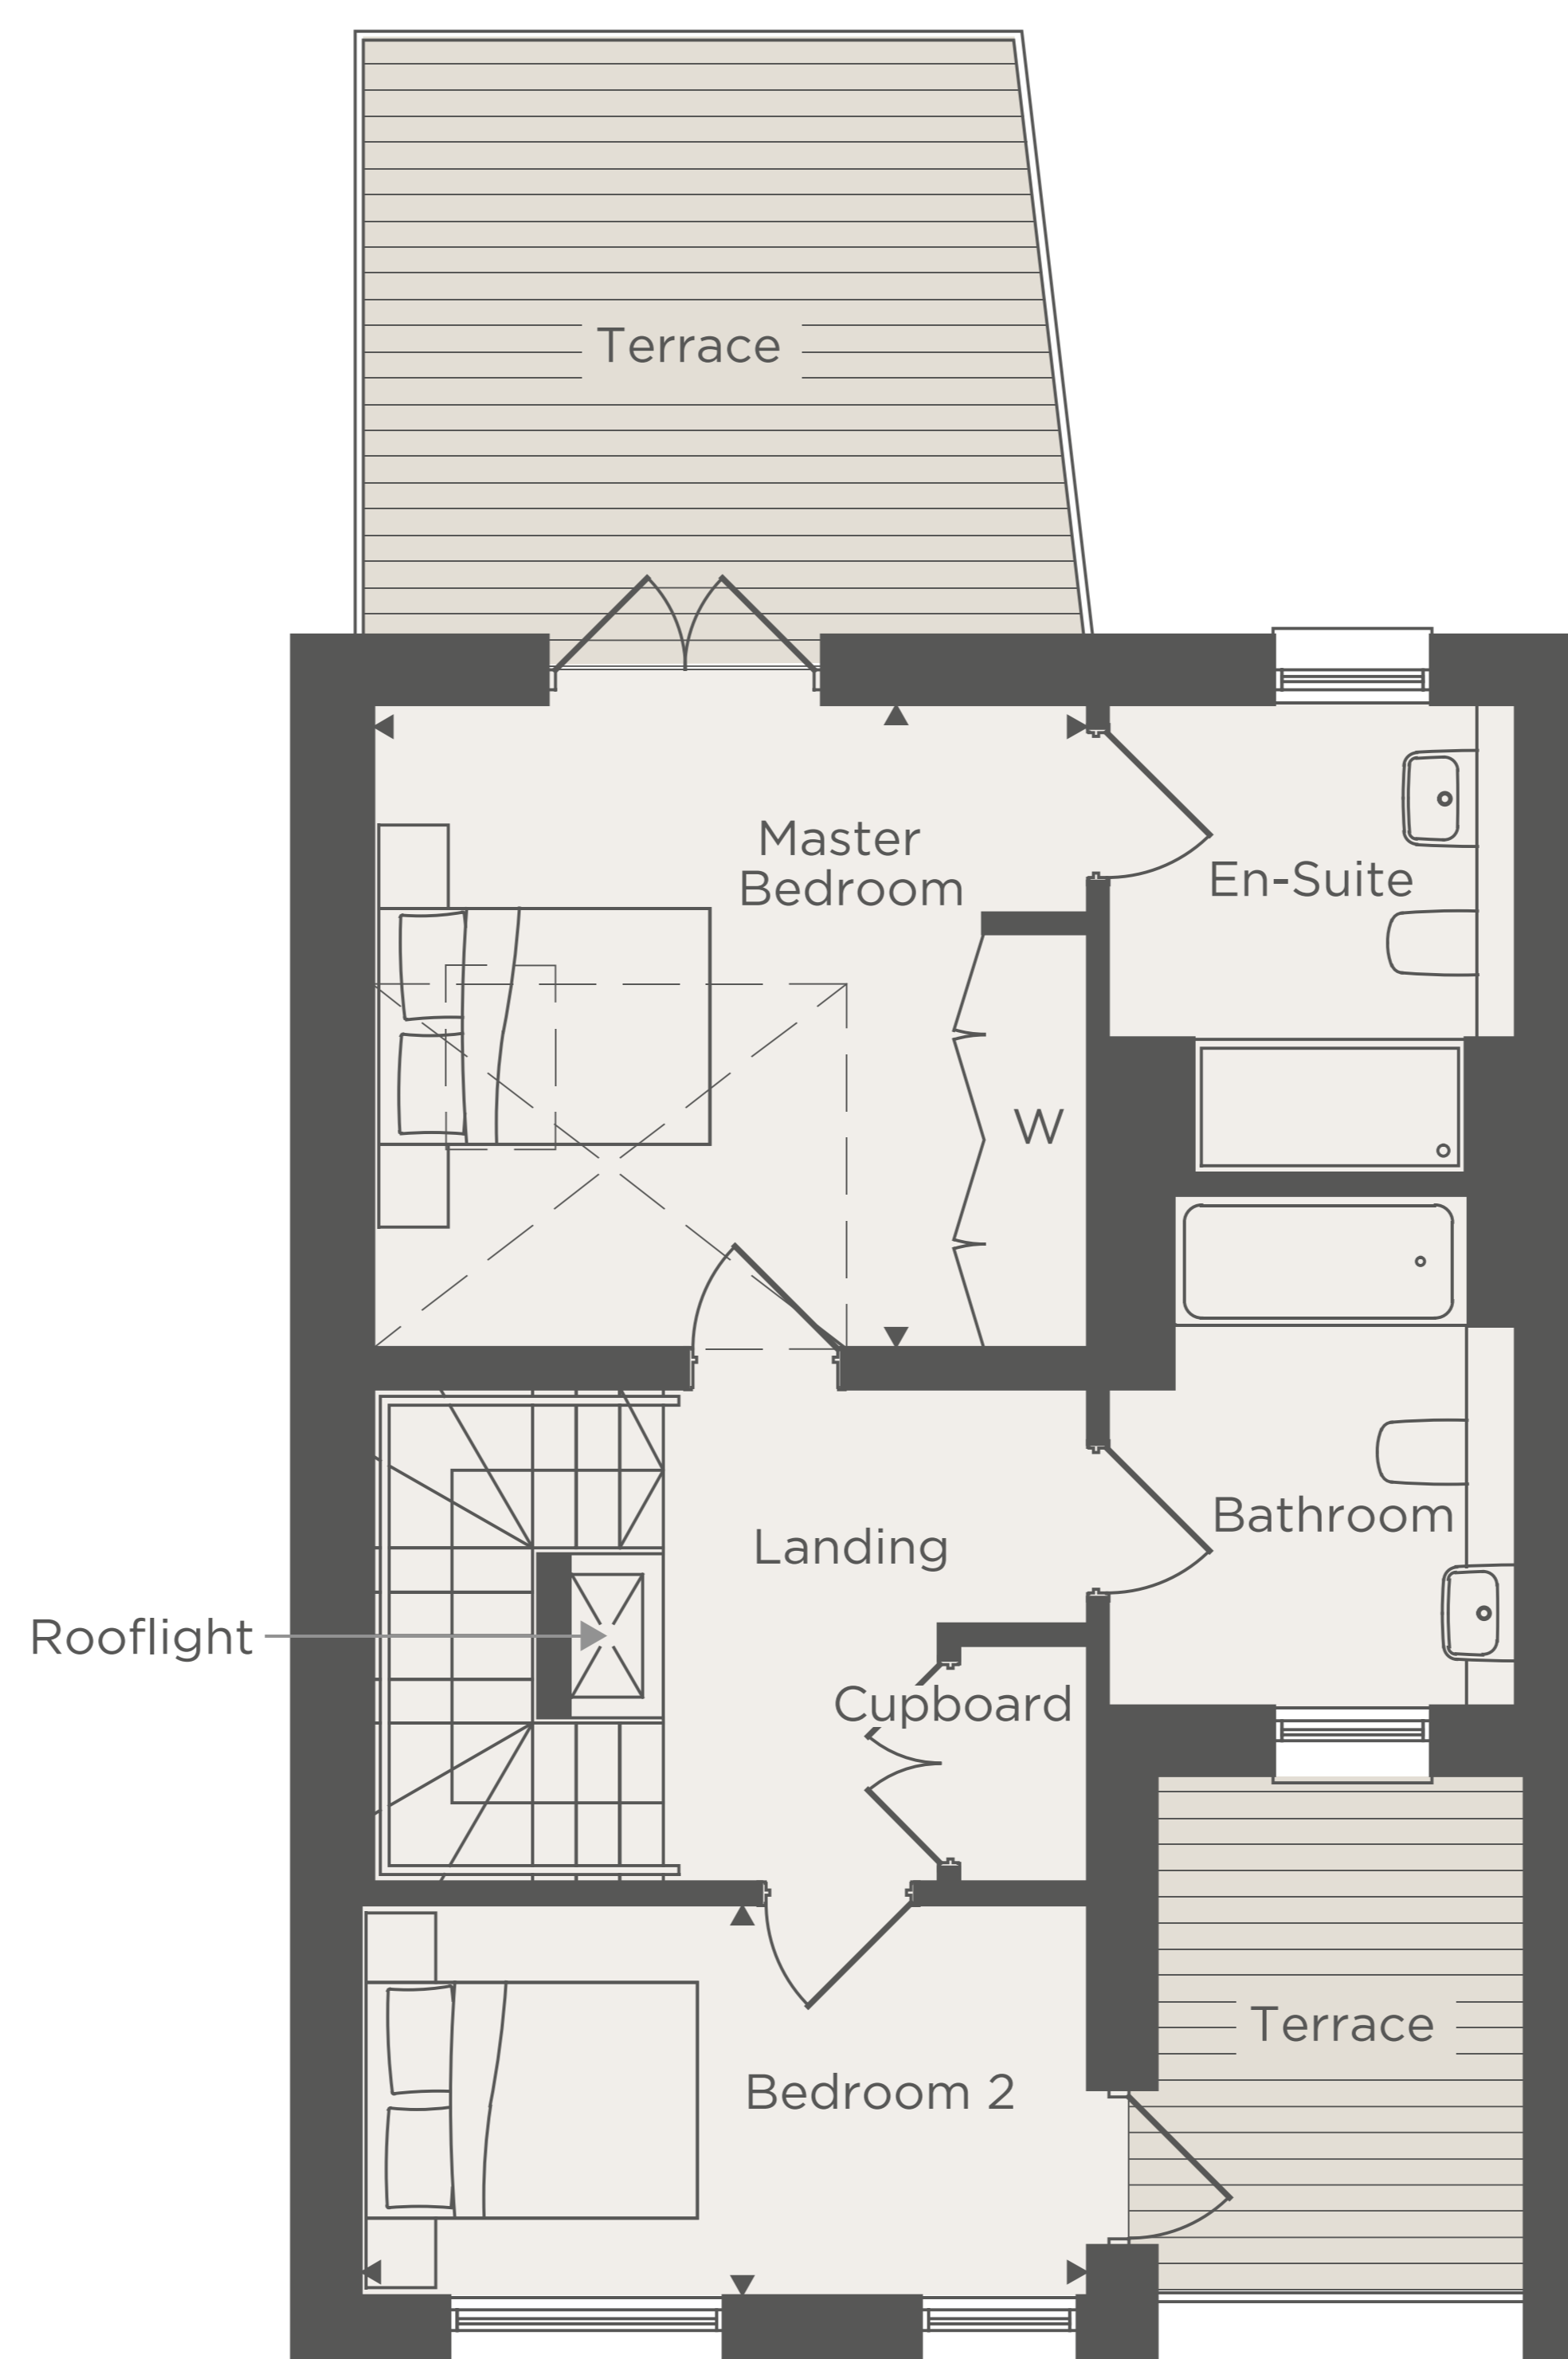 Terrace
Master
Bedroom
En-Suite
W
Landing
Bathroom
Rooflight
Cupboard
Terrace
Bedroom 2